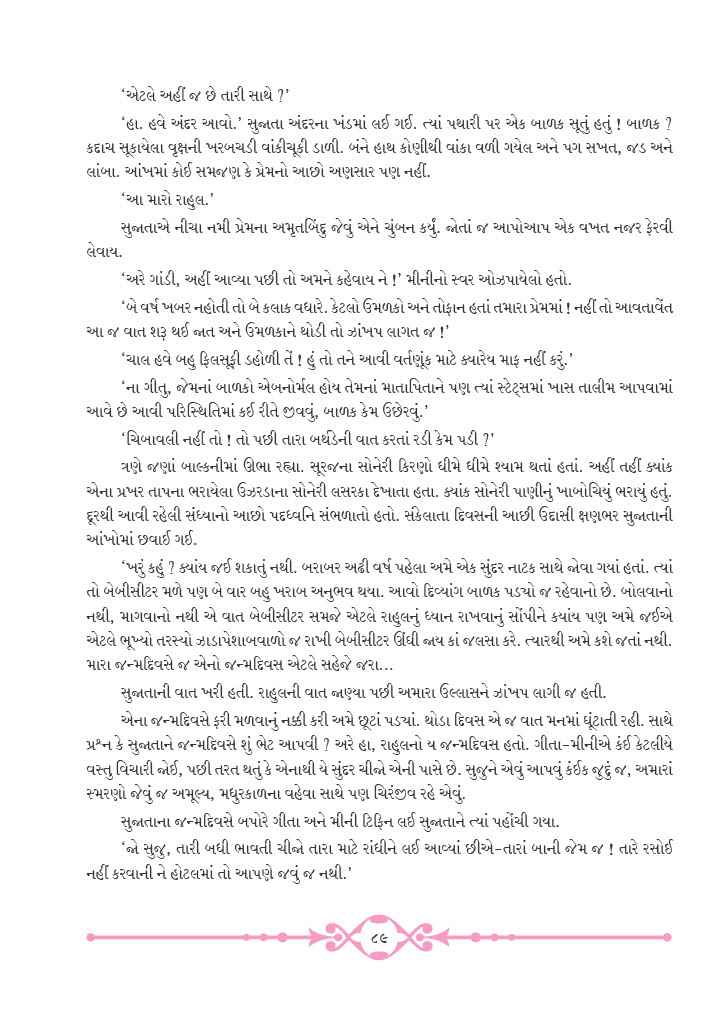 ‘એટલે અહીં જ છે તારી સાથે ?’
‘હા. હવે અંદર આવો.’ સુજાતા અંદરના ખંડમાં લઈ ગઈ. ત્યાં પથારી પર એક બાળક સૂતું હતું ! બાળક ?
કદાચ સૂકાયેલા વૃક્ષની ખરબચડી વાંકીચૂકી ડાળી. બંને હાથ કોણીથી વાંકા વળી ગયેલ અને પગ સખત, જડ અને
લાંબા. આંખમાં કોઈ સમજણ કે પ્રેમનો આછો અણસાર પણ નહીં.
‘આ મારો રાહુલ.’
સુજાતાએ નીચા નમી પ્રેમના અમૃતબિંદુ જેવું એને ચુંબન કર્યું. જોતાં જ આપોઆપ એક વખત નજર ફેરવી
લેવાય.
‘અરે ગાંડી, અહીં આવ્યા પછી તો અમને કહેવાય ને !’ મીનીનો સ્વર ઓઝપાયેલો હતો.
‘બે વર્ષ ખબર નહોતી તો બે કલાક વધારે. કેટલો ઉમળકો અને તોફાન હતાં તમારા પ્રેમમાં ! નહીં તો આવતાવેંત
આ જ વાત શરૂ થઈ જાત અને ઉમળકાને થોડી તો ઝાંખપ લાગત જ !’
‘ચાલ હવે બહુ ફિલસૂફી ડહોળી તેં ! હું તો તને આવી વર્તણૂંક માટે ક્યારેય માફ નહીં કરું.’
‘ના ગીતુ, જેમનાં બાળકો એબનોર્મલ હોય તેમનાં માતાપિતાને પણ ત્યાં સ્ટેટ્સમાં ખાસ તાલીમ આપવામાં
આવે છે આવી પરિસ્થિતિમાં કઈ રીતે જીવવું, બાળક કેમ ઉછેરવું.’
‘ચિબાવલી નહીં તો ! તો પછી તારા બર્થડેની વાત કરતાં રડી કેમ પડી ?’
ત્રણે જણાં બાલ્કનીમાં ઊભા રહ્યા. સૂરજના સોનેરી કિરણો ધીમે ધીમે શ્યામ થતાં હતાં. અહીં તહીં ક્યાંક
એના પ્રખર તાપના ભરાયેલા ઉઝરડાના સોનેરી લસરકા દેખાતા હતા. ક્યાંક સોનેરી પાણીનું ખાબોચિયું ભરાયું હતું.
દૂરથી આવી રહેલી સંધ્યાનો આછો પદધ્વનિ સંભળાતો હતો. સંકેલાતા દિવસની આછી ઉદાસી ક્ષણભર સુજાતાની
આંખોમાં છવાઈ ગઈ.
‘ખરું કહું ? ક્યાંય જઈ શકાતું નથી. બરાબર અઢી વર્ષ પહેલા અમે એક સુંદર નાટક સાથે જોવા ગયાં હતાં. ત્યાં
તો બેબીસીટર મળે પણ બે વાર બહુ ખરાબ અનુભવ થયા. આવો દિવ્યાંગ બાળક પડ્યો જ રહેવાનો છે. બોલવાનો
નથી, માગવાનો નથી એ વાત બેબીસીટર સમજે એટલે રાહુલનું ધ્યાન રાખવાનું સોંપીને કયાંય પણ અમે જઈએ
એટલે ભૂખ્યો તરસ્યો ઝાડાપેશાબવાળો જ રાખી બેબીસીટર ઊંઘી જાય કાં જલસા કરે. ત્યારથી અમે કશે જતાં નથી.
મારા જન્મદિવસે જ એનો જન્મદિવસ એટલે સહેજે જરા...
સુજાતાની વાત ખરી હતી. રાહુલની વાત જાણ્યા પછી અમારા ઉલ્લાસને ઝાંખપ લાગી જ હતી.
એના જન્મદિવસે ફરી મળવાનું નક્કી કરી અમે છૂટાં પડ્યાં. થોડા દિવસ એ જ વાત મનમાં ઘૂંટાતી રહી. સાથે
પ્રશ્ન કે સુજાતાને જન્મદિવસે શું ભેટ આપવી ? અરે હા, રાહુલનો ય જન્મદિવસ હતો. ગીતા-મીનીએ કંઈ કેટલીયે
વસ્તુ વિચારી જોઈ, પછી તરત થતું કે એનાથી યે સુંદર ચીજો એની પાસે છે. સુજુને એવું આપવું કંઈક જુદું જ, અમારાં
સ્મરણો જેવું જ અમૂલ્ય, મધુરકાળના વહેવા સાથે પણ ચિરંજીવ રહે એવું.
સુજાતાના જન્મદિવસે બપોરે ગીતા અને મીની ટિફિન લઈ સુજાતાને ત્યાં પહોંચી ગયા.
‘જો સુજુ, તારી બધી ભાવતી ચીજો તારા માટે રાંધીને લઈ આવ્યાં છીએ-તારાં બાની જેમ જ ! તારે રસોઈ
નહીં કરવાની ને હોટલમાં તો આપણે જવું જ નથી.’
૮૯